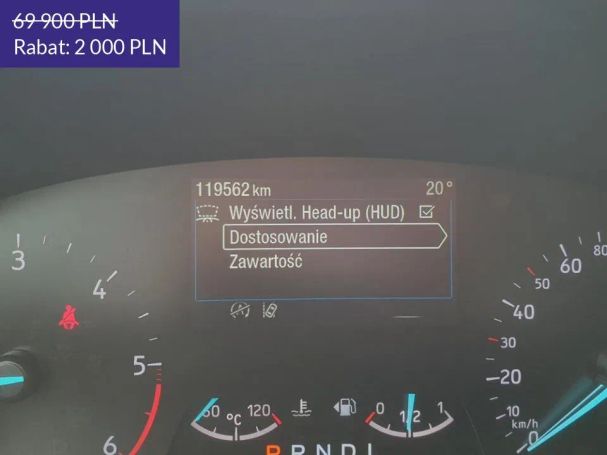 69 900 PLN
Rabat: 2 000 PLN
119562 km 20°
Wyświetl. Head-up (HUD)
Dostosowanie
Zawartość
3
4
5
6
60 °C 120
0 1/2 1
80
60
50
40
30
20
10
km/h
0
P R N D L